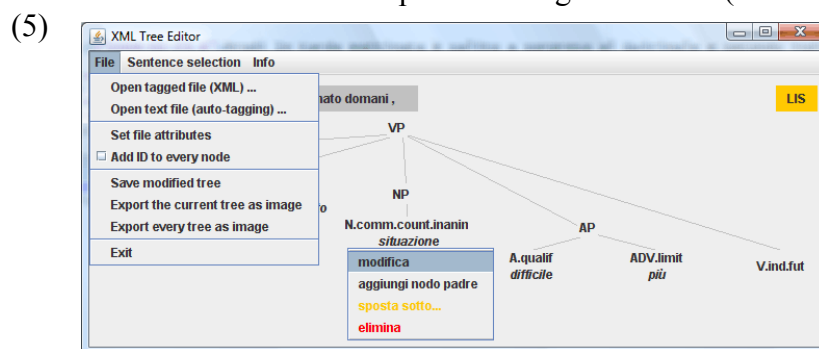 (5)
XML Tree Editor
File Sentence selection Info
Open tagged file (XML) ...
Open text file (auto-tagging) ...
Set file attributes
Add ID to every node
Save modified tree
Export the current tree as image
Export every tree as image
Exit
nato domani ,
LIS
VP
NP
N.comm.count.inanin
situazione
AP
A.qualif
difficile
ADV.limit
più
V.ind.fut
modifica
aggiungi nodo padre
sposta sotto...
elimina